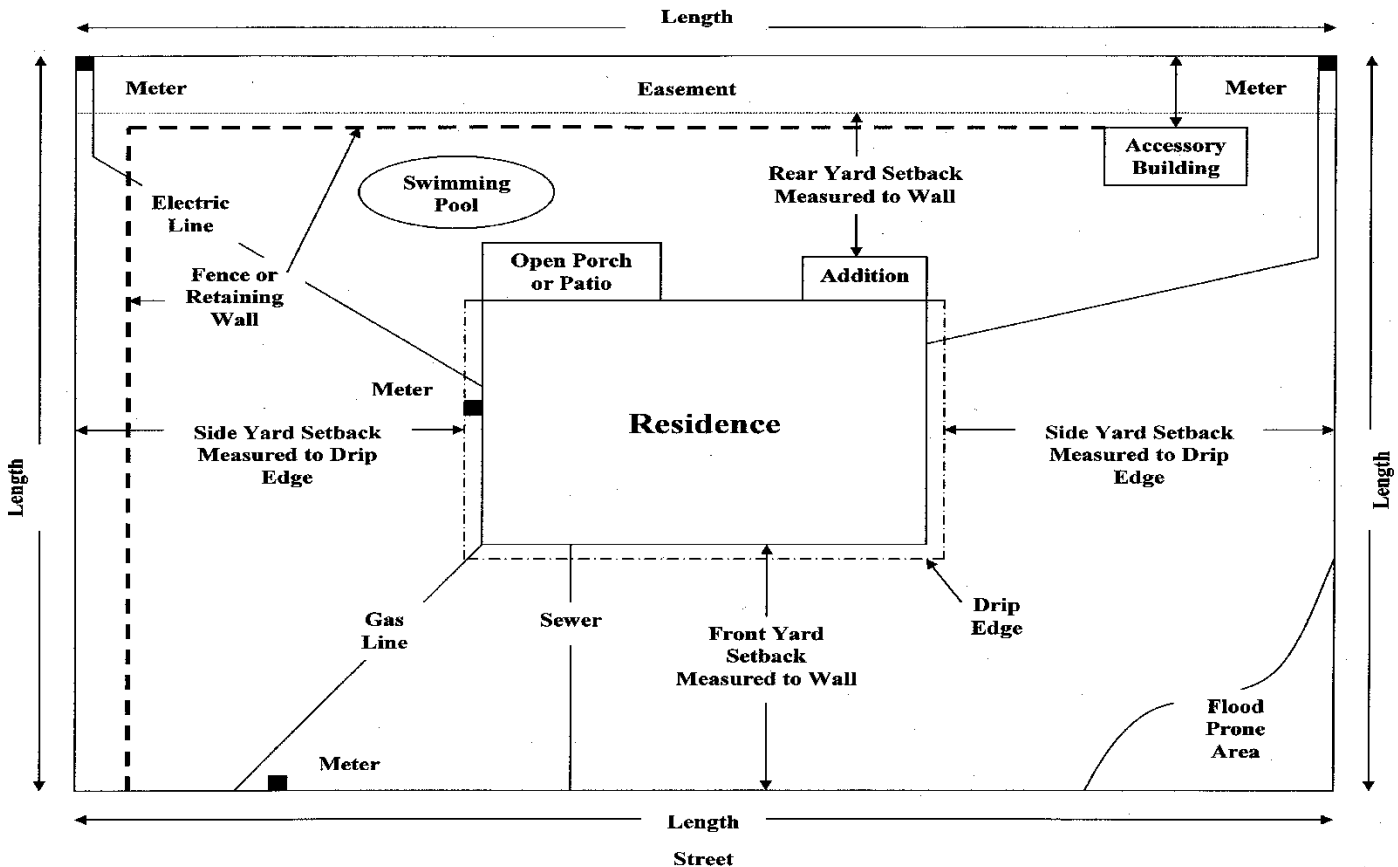 Length
Meter
Easement
Meter
Accessory
Building
Swimming
Pool
Rear Yard Setback
Measured to Wall
Electric
Line
Open Porch
or Patio
Addition
Fence or
Retaining
Wall
Meter
Residence
Side Yard Setback
Measured to Drip
Edge
Side Yard Setback
Measured to Drip
Edge
Length
Length
Gas
Line
Sewer
Front Yard
Setback
Measured to Wall
Drip
Edge
Flood
Prone
Area
Meter
Length
Street